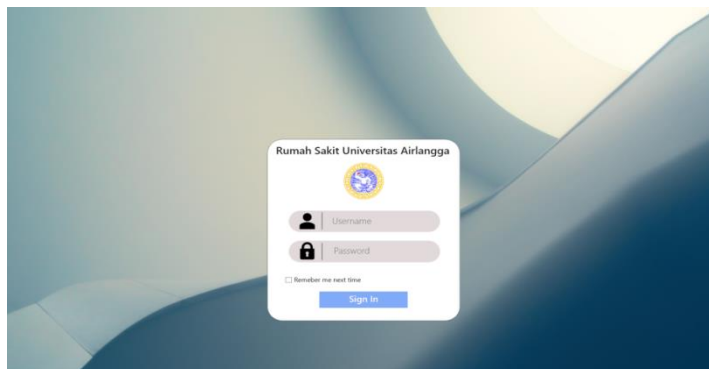 Rumah Sakit Universitas Airlangga
Username
Password
Remeber me next time
Sign In